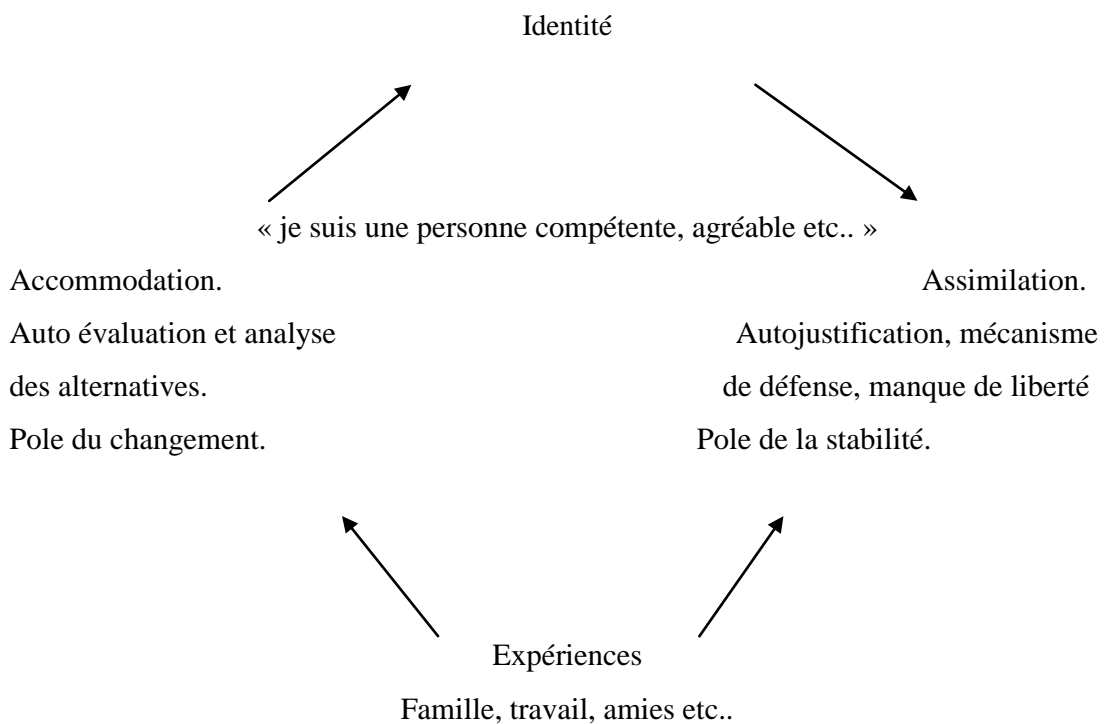 Identité
« je suis une personne compétente, agréable etc.. »
Accommodation. Assimilation.
Auto évaluation et analyse Autojustification, mécanisme
des alternatives. de défense, manque de liberté
Pole du changement. Pole de la stabilité.
Expériences
Famille, travail, amies etc..